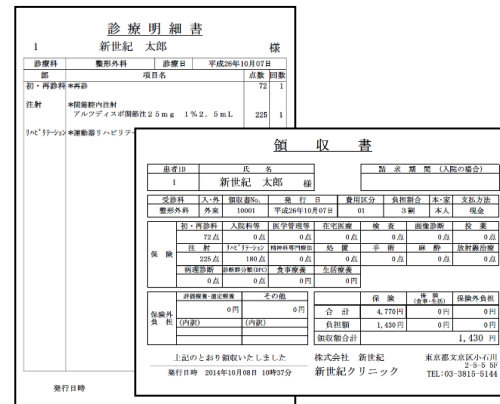 診 療 明 細 書
1 新世紀 太郎 様
診療科 整形外科 診療日 平成26年10月07日
部 項目名 点数 回数
初・再診料 *再診 72 1
注射 *関節腔内注射
アルツディスポ関節注25mg 1%2.5mL 225 1
ﾘﾊﾋﾞﾘﾃｰｼｮﾝ *運動器リハビリテー
発行日時
領 収 書
患者ID 氏 名 請 求 期 間 (入院の場合)
1 新世紀 太郎 様
受診科 入・外 領収書No. 発 行 日 費用区分 負担割合 本・家 支払方法
整形外科 外来 10001 平成26年10月07日 01 3割 本人 現金
保 険
初・再診料 入院料等 医学管理等 在宅医療 検 査 画像診断 投 薬
72点 0点 0点 0点 0点 0点 0点
注 射 ﾘﾊﾋﾞﾘﾃｰｼｮﾝ 精神科専門療法 処 置 手 術 麻 酔 放射線治療
225点 180点 0点 0点 0点 0点 0点
病理診断 診断群分類(DPC) 食事療養 生活療養
0点 0点 0円 0円
保険外負担
評価療養・選定療養 その他
0円 0円
(内訳) (内訳)
保 険 保 険(食事・生活) 保険外負担
合 計 4,770円 0円 0円
負担額 1,430円 0円 0円
領収額合計 1,430 円
上記のとおり領収いたしました
発行日時 2014年10月08日 10時37分
株式会社 新世紀
新世紀クリニック
東京都文京区小石川
2-5-5 5F
TEL:03-3815-5144